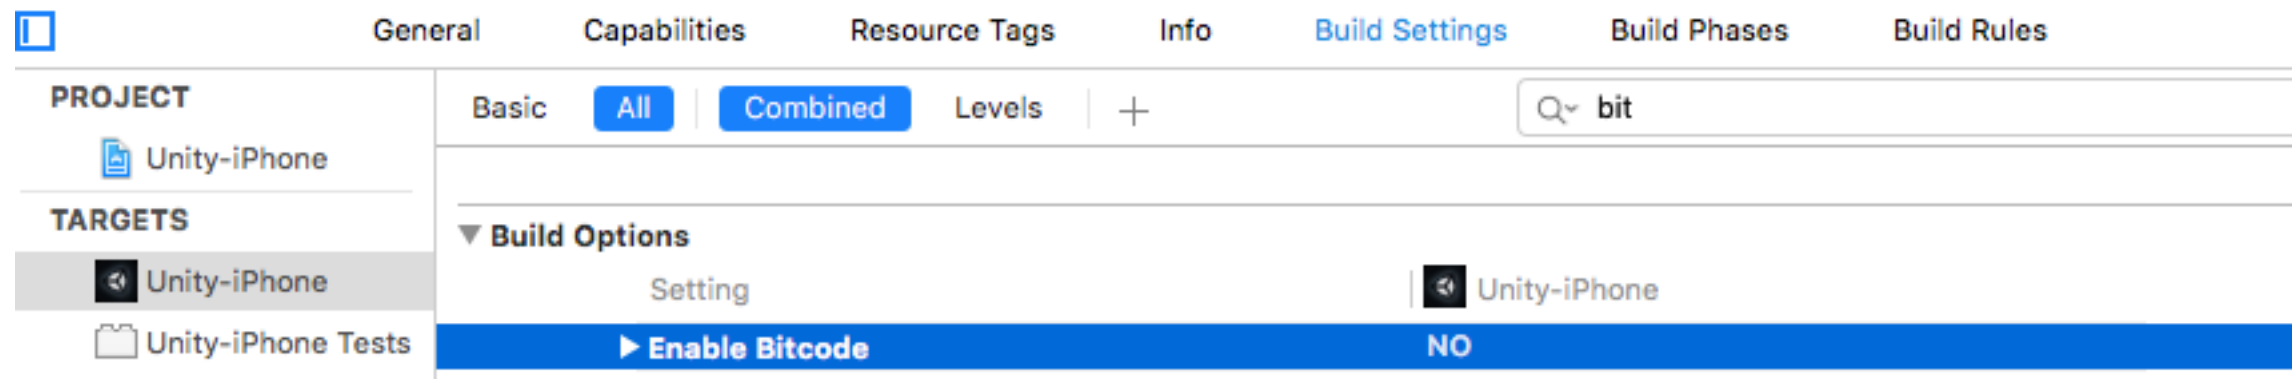 General Capabilities Resource Tags Info Build Settings Build Phases Build Rules
PROJECT
Unity-iPhone
TARGETS
Unity-iPhone
Unity-iPhone Tests
Basic All Combined Levels + bit
Build Options
Setting Unity-iPhone
Enable Bitcode NO